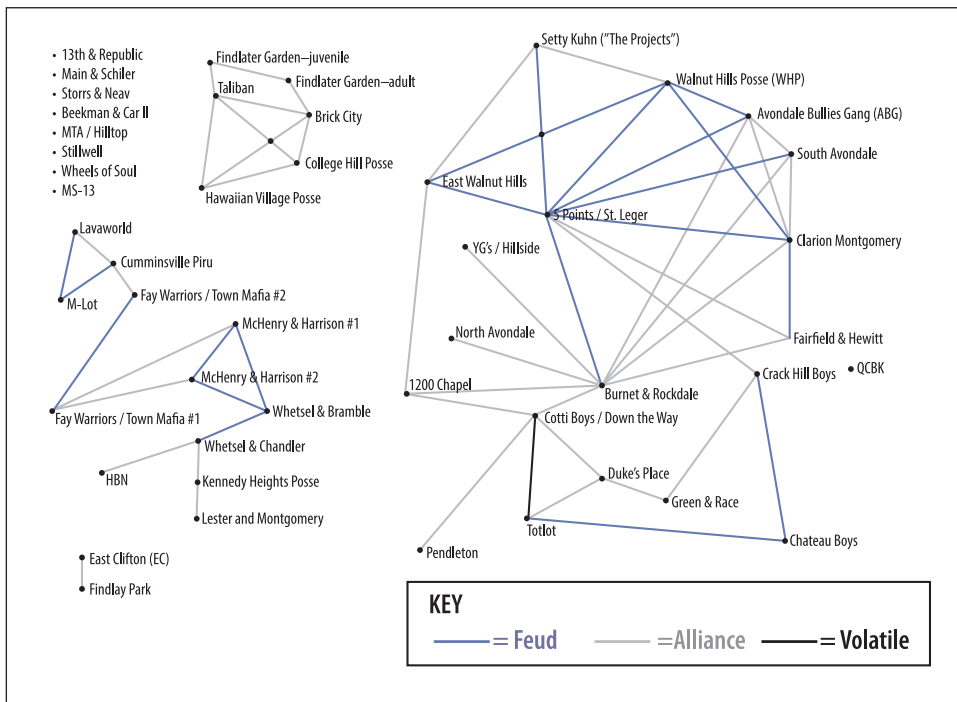 • 13th & Republic
• Main & Schiler
• Storrs & Neav
• Beekman & Car ll
• MTA / Hilltop
• Stillwell
• Wheels of Soul
• MS-13
Findlater Garden–juvenile
Findlater Garden–adult
Taliban
Brick City
College Hill Posse
Hawaiian Village Posse
Setty Kuhn ("The Projects")
Walnut Hills Posse (WHP)
Avondale Bullies Gang (ABG)
South Avondale
East Walnut Hills
5 Points / St. Leger
Clarion Montgomery
YG's / Hillside
North Avondale
Fairfield & Hewitt
QCBK
Crack Hill Boys
1200 Chapel
Burnet & Rockdale
Cotti Boys / Down the Way
Duke's Place
Green & Race
Totlot
Chateau Boys
Pendleton
Lavaworld
Cumminsville Piru
M-Lot
Fay Warriors / Town Mafia #2
McHenry & Harrison #1
McHenry & Harrison #2
Fay Warriors / Town Mafia #1
Whetsel & Bramble
Whetsel & Chandler
HBN
Kennedy Heights Posse
Lester and Montgomery
East Clifton (EC)
Findlay Park
KEY
= Feud
= Alliance
= Volatile